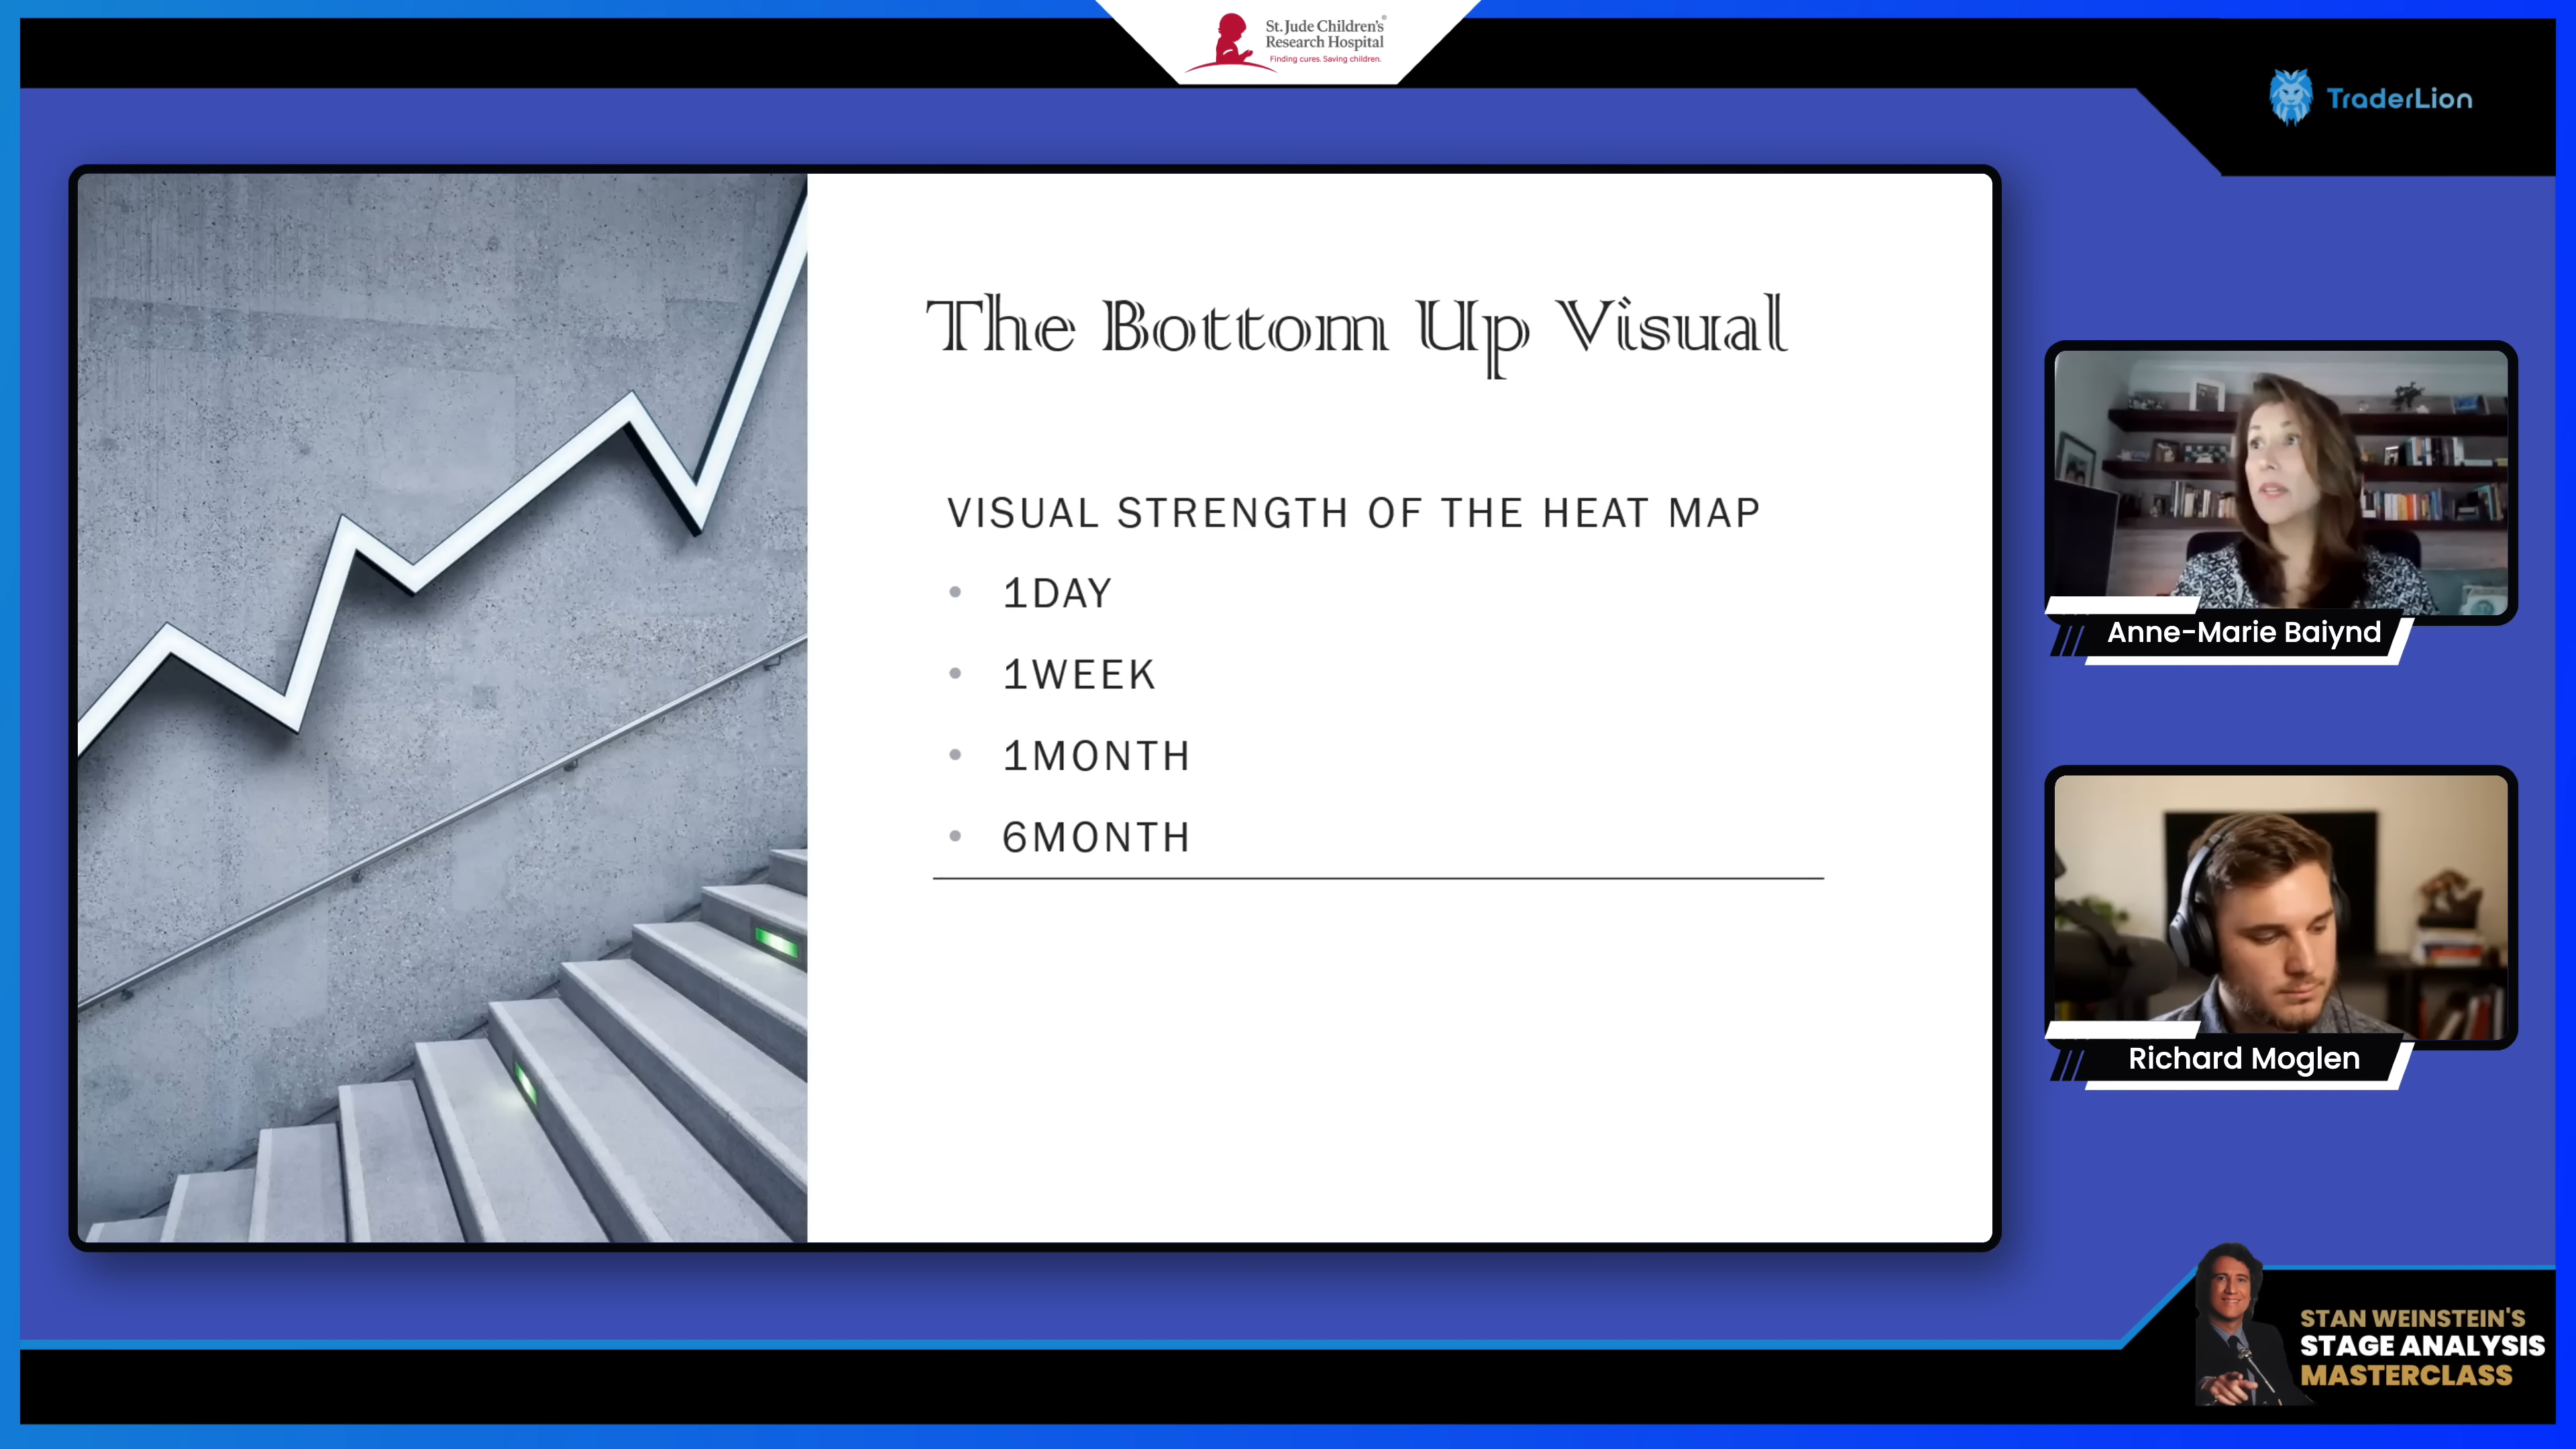 St. Jude Children's
Research Hospital
Finding cures. Saving children.
TraderLion
The Bottom Up Visual
VISUAL STRENGTH OF THE HEAT MAP
• 1DAY
• 1WEEK
• 1MONTH
• 6MONTH
Anne-Marie Baiynd
Richard Moglen
STAN WEINSTEIN'S
STAGE ANALYSIS
MASTERCLASS